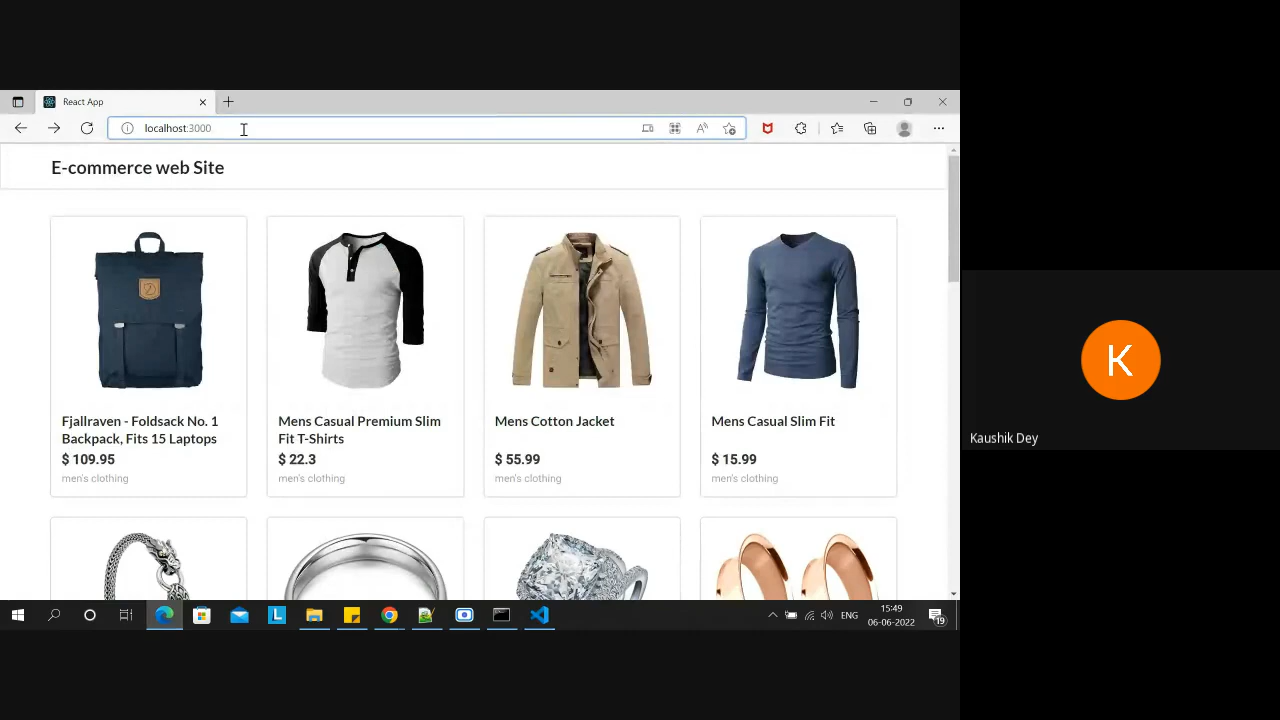 React App
localhost:3000
E-commerce web Site
Fjallraven - Foldsack No. 1
Backpack, Fits 15 Laptops
$ 109.95
men's clothing
Mens Casual Premium Slim
Fit T-Shirts
$ 22.3
men's clothing
Mens Cotton Jacket
$ 55.99
men's clothing
Mens Casual Slim Fit
$ 15.99
men's clothing
K
Kaushik Dey
L
ENG
15:49
06-06-2022
19